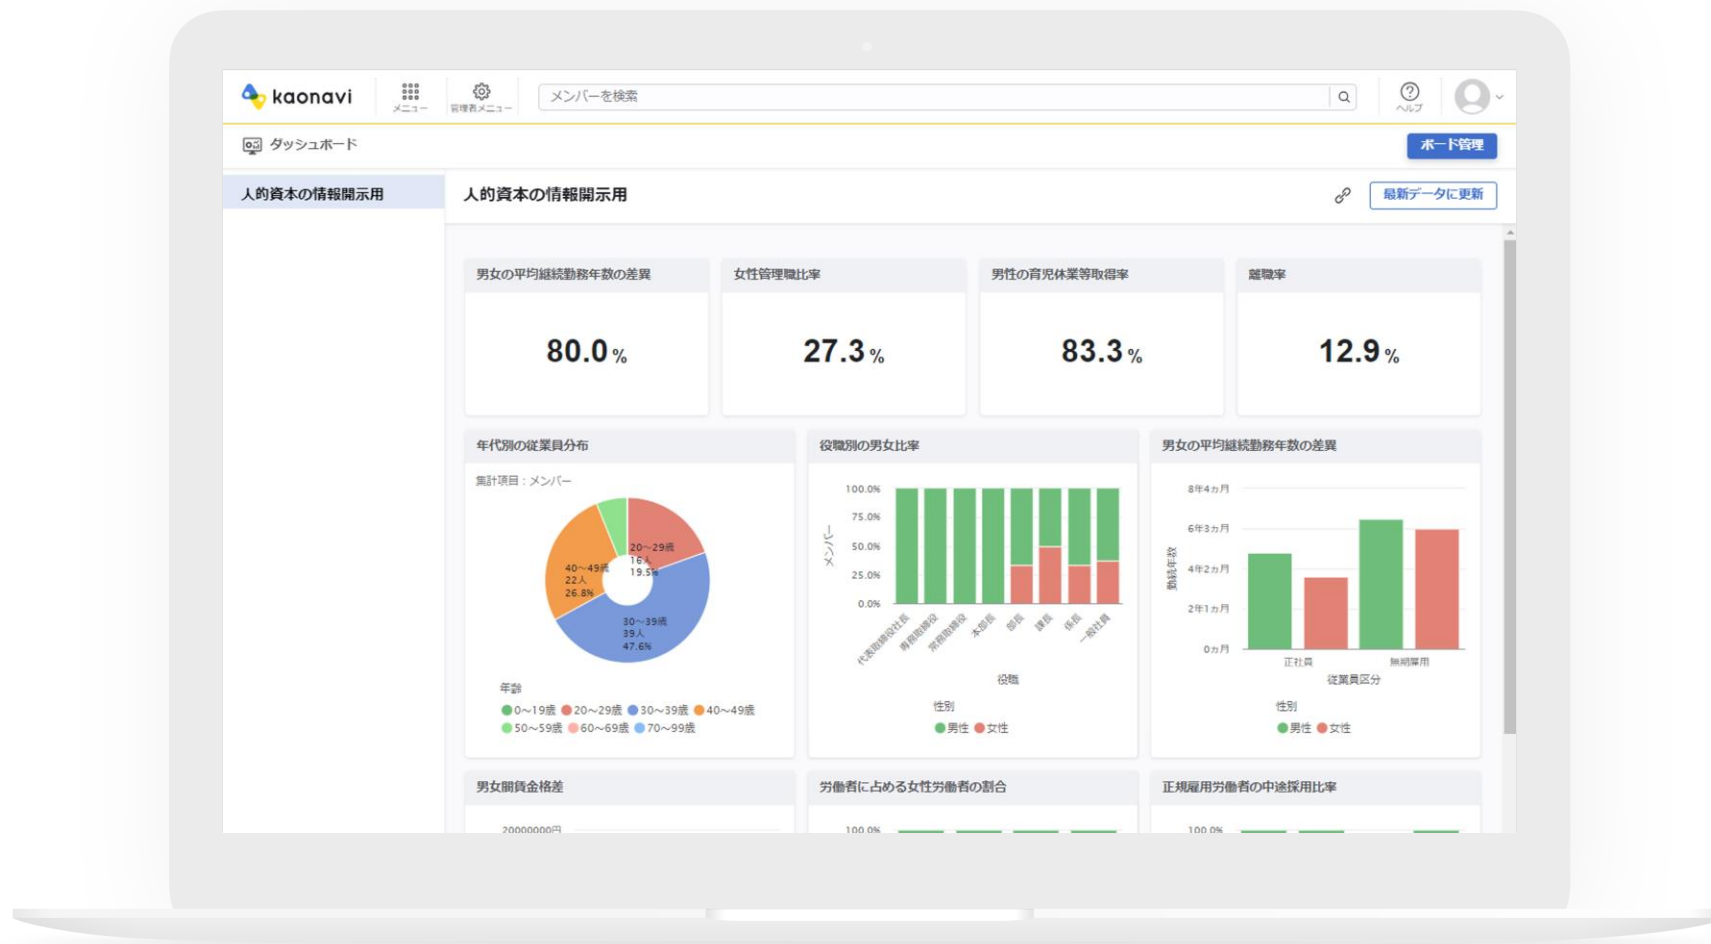 kaonavi
メニュー
管理者メニュー
メンバーを検索
ヘルプ
ダッシュボード
ボード管理
人的資本の情報開示用
人的資本の情報開示用
最新データに更新
男女の平均継続勤務年数の差異
80.0 %
女性管理職比率
27.3 %
男性の育児休業等取得率
83.3 %
離職率
12.9 %
年代別の従業員分布
集計項目：メンバー
20〜29歳
16人
19.5%
40〜49歳
22人
26.8%
30〜39歳
39人
47.6%
年齢
0〜19歳 20〜29歳 30〜39歳 40〜49歳
50〜59歳 60〜69歳 70〜99歳
役職別の男女比率
100.0%
75.0%
50.0%
25.0%
0.0%
メンバー
代表取締役社長
専務取締役
常務取締役
本部長
部長
課長
係長
一般社員
役職
性別
男性 女性
男女の平均継続勤務年数の差異
8年4ヵ月
6年3ヵ月
4年2ヵ月
2年1ヵ月
0ヵ月
勤続年数
正社員
無期雇用
従業員区分
性別
男性 女性
男女間賃金格差
20000000円
労働者に占める女性労働者の割合
100.0%
正規雇用労働者の中途採用比率
100.0%